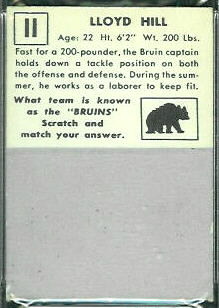 11
LLOYD HILL
Age: 22 Ht. 6'2" Wt. 200 Lbs.
Fast for a 200-pounder, the Bruin captain
holds down a tackle position on both
the offense and defense. During the sum-
mer, he works as a laborer to keep fit.
What team is known
as the "BRUINS"
Scratch and
match your answer.